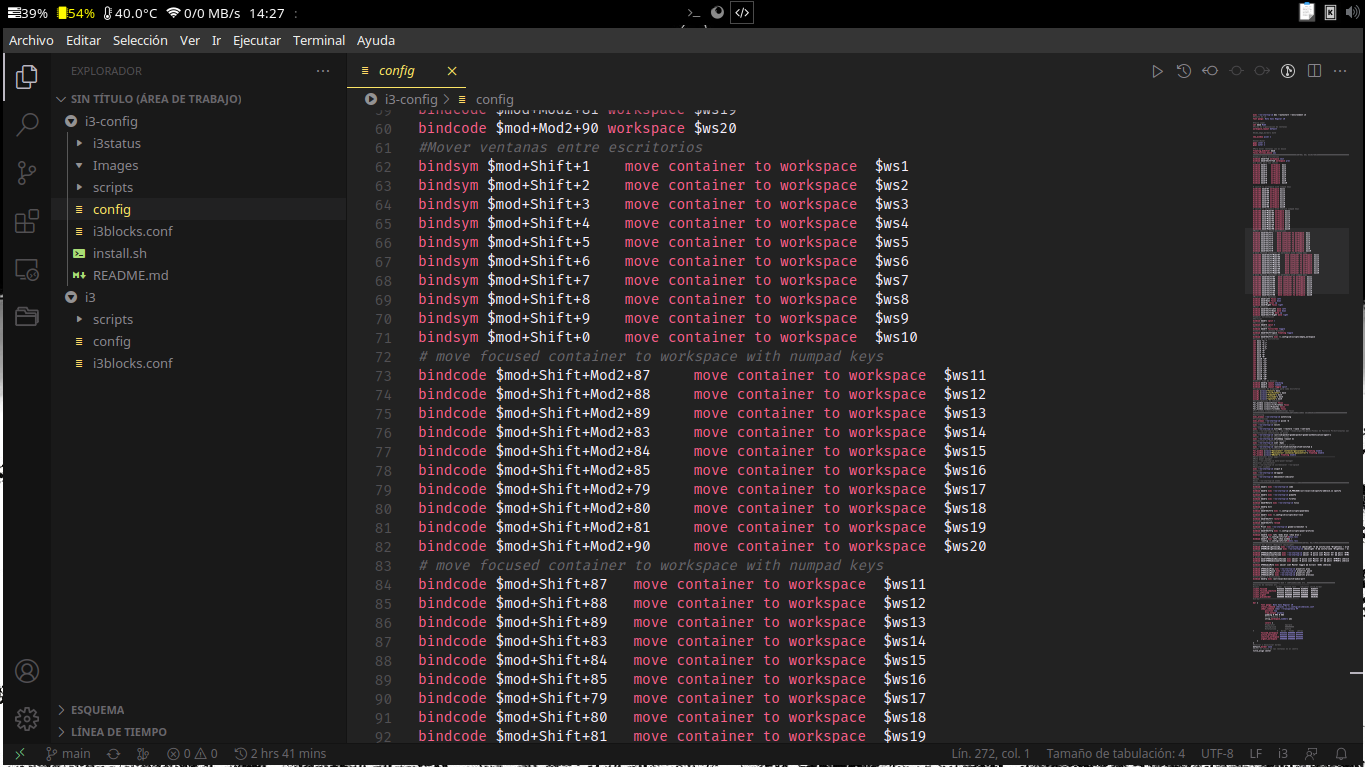 39% 54% 40.0°C 0/0 MB/s 14:27 :
Archivo Editar Selección Ver Ir Ejecutar Terminal Ayuda
EXPLORADOR ···
SIN TÍTULO (ÁREA DE TRABAJO)
i3-config
i3status
Images
scripts
config
i3blocks.conf
install.sh
README.md
i3
scripts
config
i3blocks.conf
ESQUEMA
LÍNEA DE TIEMPO
config
i3-config > config
59 bindcode $mod+Mod2+81 workspace $ws19
60 bindcode $mod+Mod2+90 workspace $ws20
61 #Mover ventanas entre escritorios
62 bindsym $mod+Shift+1 move container to workspace $ws1
63 bindsym $mod+Shift+2 move container to workspace $ws2
64 bindsym $mod+Shift+3 move container to workspace $ws3
65 bindsym $mod+Shift+4 move container to workspace $ws4
66 bindsym $mod+Shift+5 move container to workspace $ws5
67 bindsym $mod+Shift+6 move container to workspace $ws6
68 bindsym $mod+Shift+7 move container to workspace $ws7
69 bindsym $mod+Shift+8 move container to workspace $ws8
70 bindsym $mod+Shift+9 move container to workspace $ws9
71 bindsym $mod+Shift+0 move container to workspace $ws10
72 # move focused container to workspace with numpad keys
73 bindcode $mod+Shift+Mod2+87 move container to workspace $ws11
74 bindcode $mod+Shift+Mod2+88 move container to workspace $ws12
75 bindcode $mod+Shift+Mod2+89 move container to workspace $ws13
76 bindcode $mod+Shift+Mod2+83 move container to workspace $ws14
77 bindcode $mod+Shift+Mod2+84 move container to workspace $ws15
78 bindcode $mod+Shift+Mod2+85 move container to workspace $ws16
79 bindcode $mod+Shift+Mod2+79 move container to workspace $ws17
80 bindcode $mod+Shift+Mod2+80 move container to workspace $ws18
81 bindcode $mod+Shift+Mod2+81 move container to workspace $ws19
82 bindcode $mod+Shift+Mod2+90 move container to workspace $ws20
83 # move focused container to workspace with numpad keys
84 bindcode $mod+Shift+87 move container to workspace $ws11
85 bindcode $mod+Shift+88 move container to workspace $ws12
86 bindcode $mod+Shift+89 move container to workspace $ws13
87 bindcode $mod+Shift+83 move container to workspace $ws14
88 bindcode $mod+Shift+84 move container to workspace $ws15
89 bindcode $mod+Shift+85 move container to workspace $ws16
90 bindcode $mod+Shift+79 move container to workspace $ws17
91 bindcode $mod+Shift+80 move container to workspace $ws18
92 bindcode $mod+Shift+81 move container to workspace $ws19
main 0 0 2 hrs 41 mins Lín. 272, col. 1 Tamaño de tabulación: 4 UTF-8 LF i3